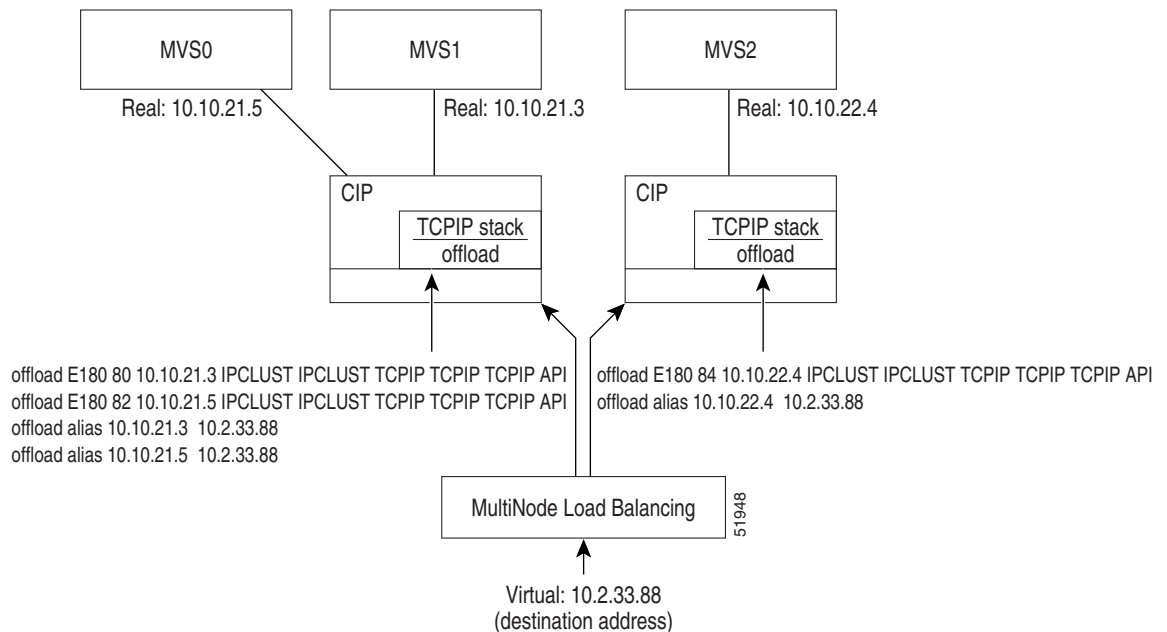 MVS0
MVS1
MVS2
Real: 10.10.21.5
Real: 10.10.21.3
Real: 10.10.22.4
CIP
TCPIP stack
offload
CIP
TCPIP stack
offload
offload E180 80 10.10.21.3 IPCLUST IPCLUST TCPIP TCPIP TCPIP API
offload E180 82 10.10.21.5 IPCLUST IPCLUST TCPIP TCPIP TCPIP API
offload alias 10.10.21.3 10.2.33.88
offload alias 10.10.21.5 10.2.33.88
offload E180 84 10.10.22.4 IPCLUST IPCLUST TCPIP TCPIP TCPIP API
offload alias 10.10.22.4 10.2.33.88
MultiNode Load Balancing
51948
Virtual: 10.2.33.88
(destination address)